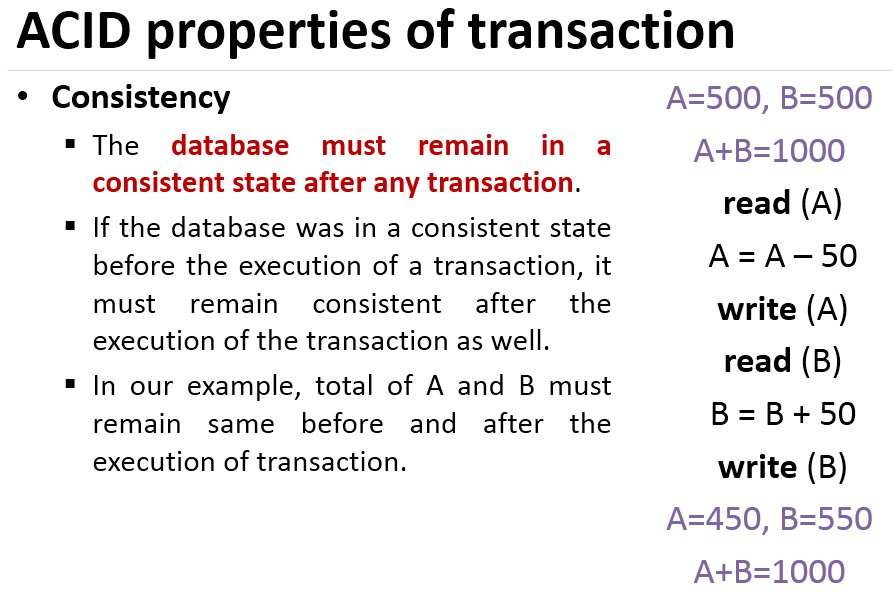 ACID properties of transaction
• Consistency
▪ The database must remain in a
consistent state after any transaction.
▪ If the database was in a consistent state
before the execution of a transaction, it
must remain consistent after the
execution of the transaction as well.
▪ In our example, total of A and B must
remain same before and after the
execution of transaction.
A=500, B=500
A+B=1000
read (A)
A = A – 50
write (A)
read (B)
B = B + 50
write (B)
A=450, B=550
A+B=1000